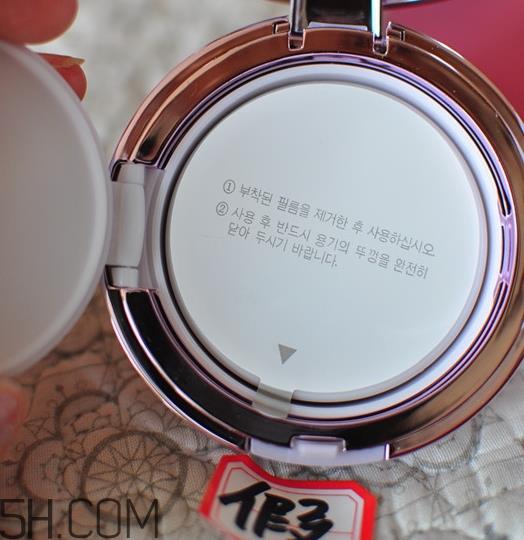 ① 부착된 필름을 제거한 후 사용하십시오
② 사용 후 반드시 용기의 뚜껑을 완전히
닫아 두시기 바랍니다.
假
5H.COM